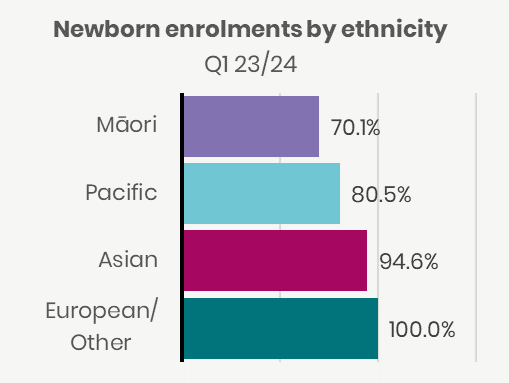 Newborn enrolments by ethnicity
Q1 23/24
Māori
70.1%
Pacific
80.5%
Asian
94.6%
European/
Other
100.0%